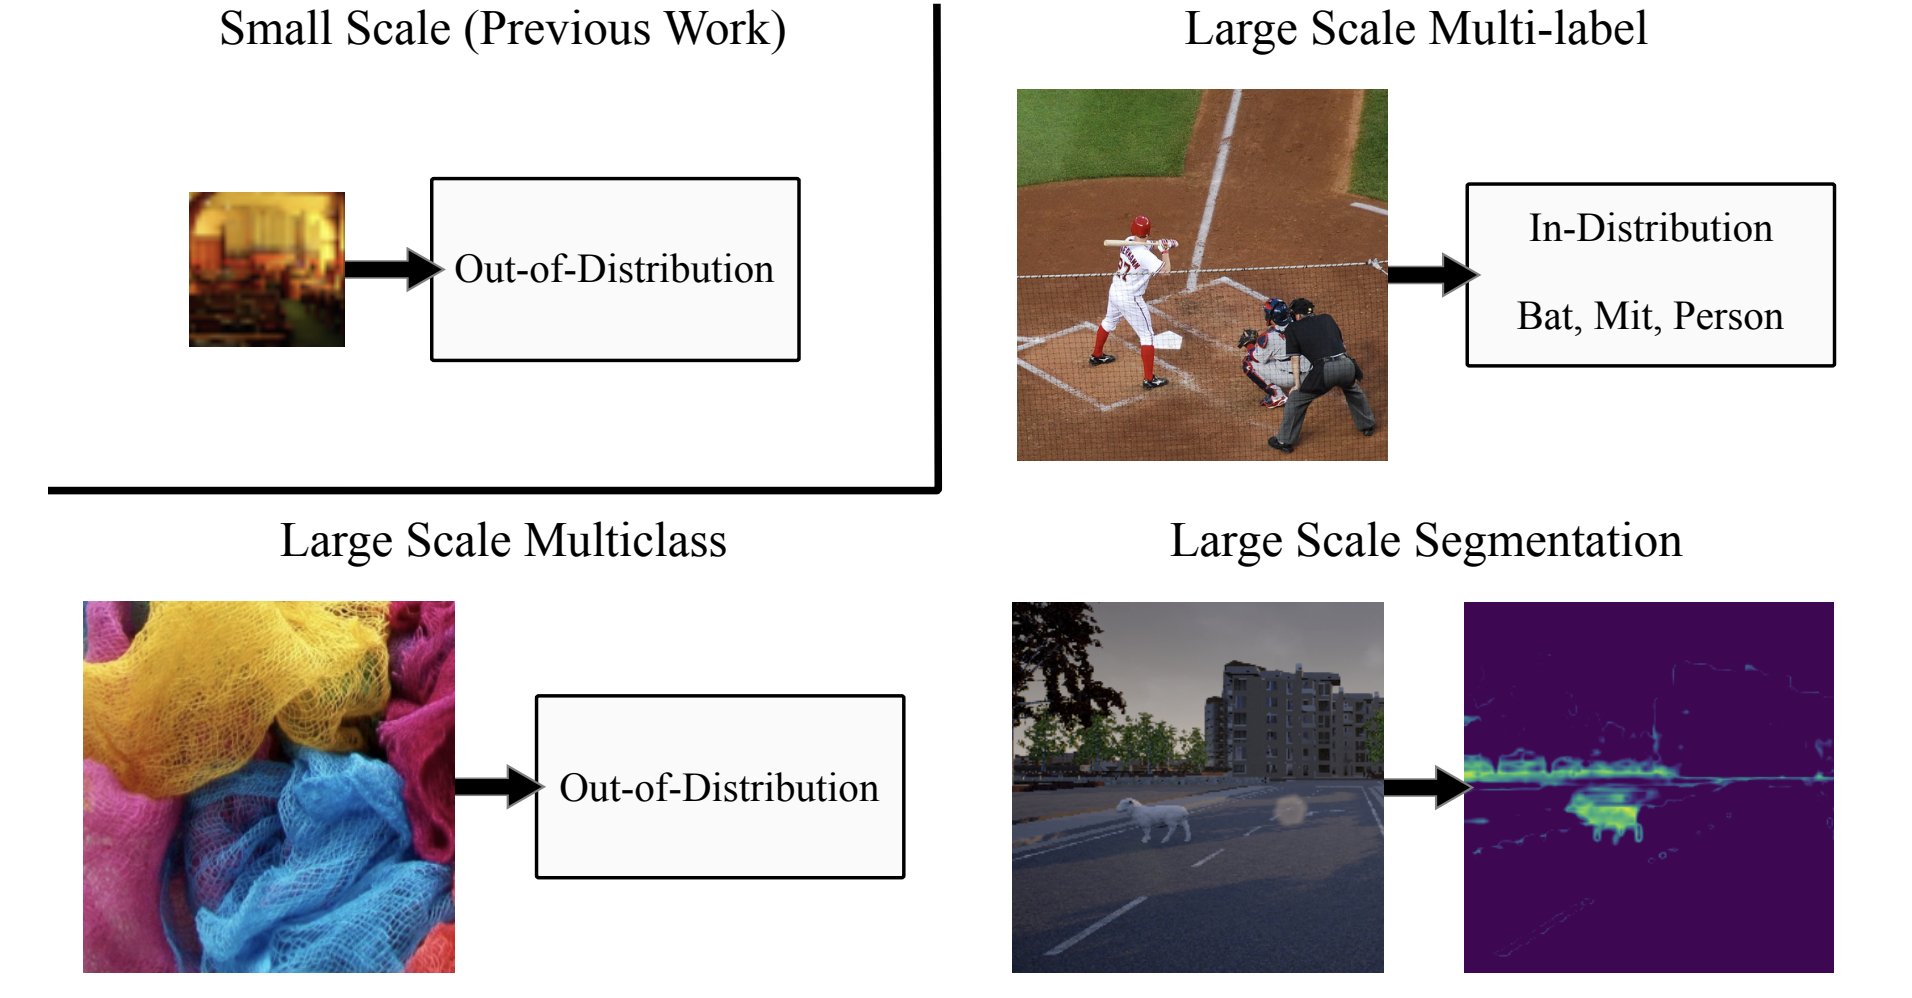 Small Scale (Previous Work)
Out-of-Distribution
Large Scale Multi-label
In-Distribution
Bat, Mit, Person
Large Scale Multiclass
Out-of-Distribution
Large Scale Segmentation